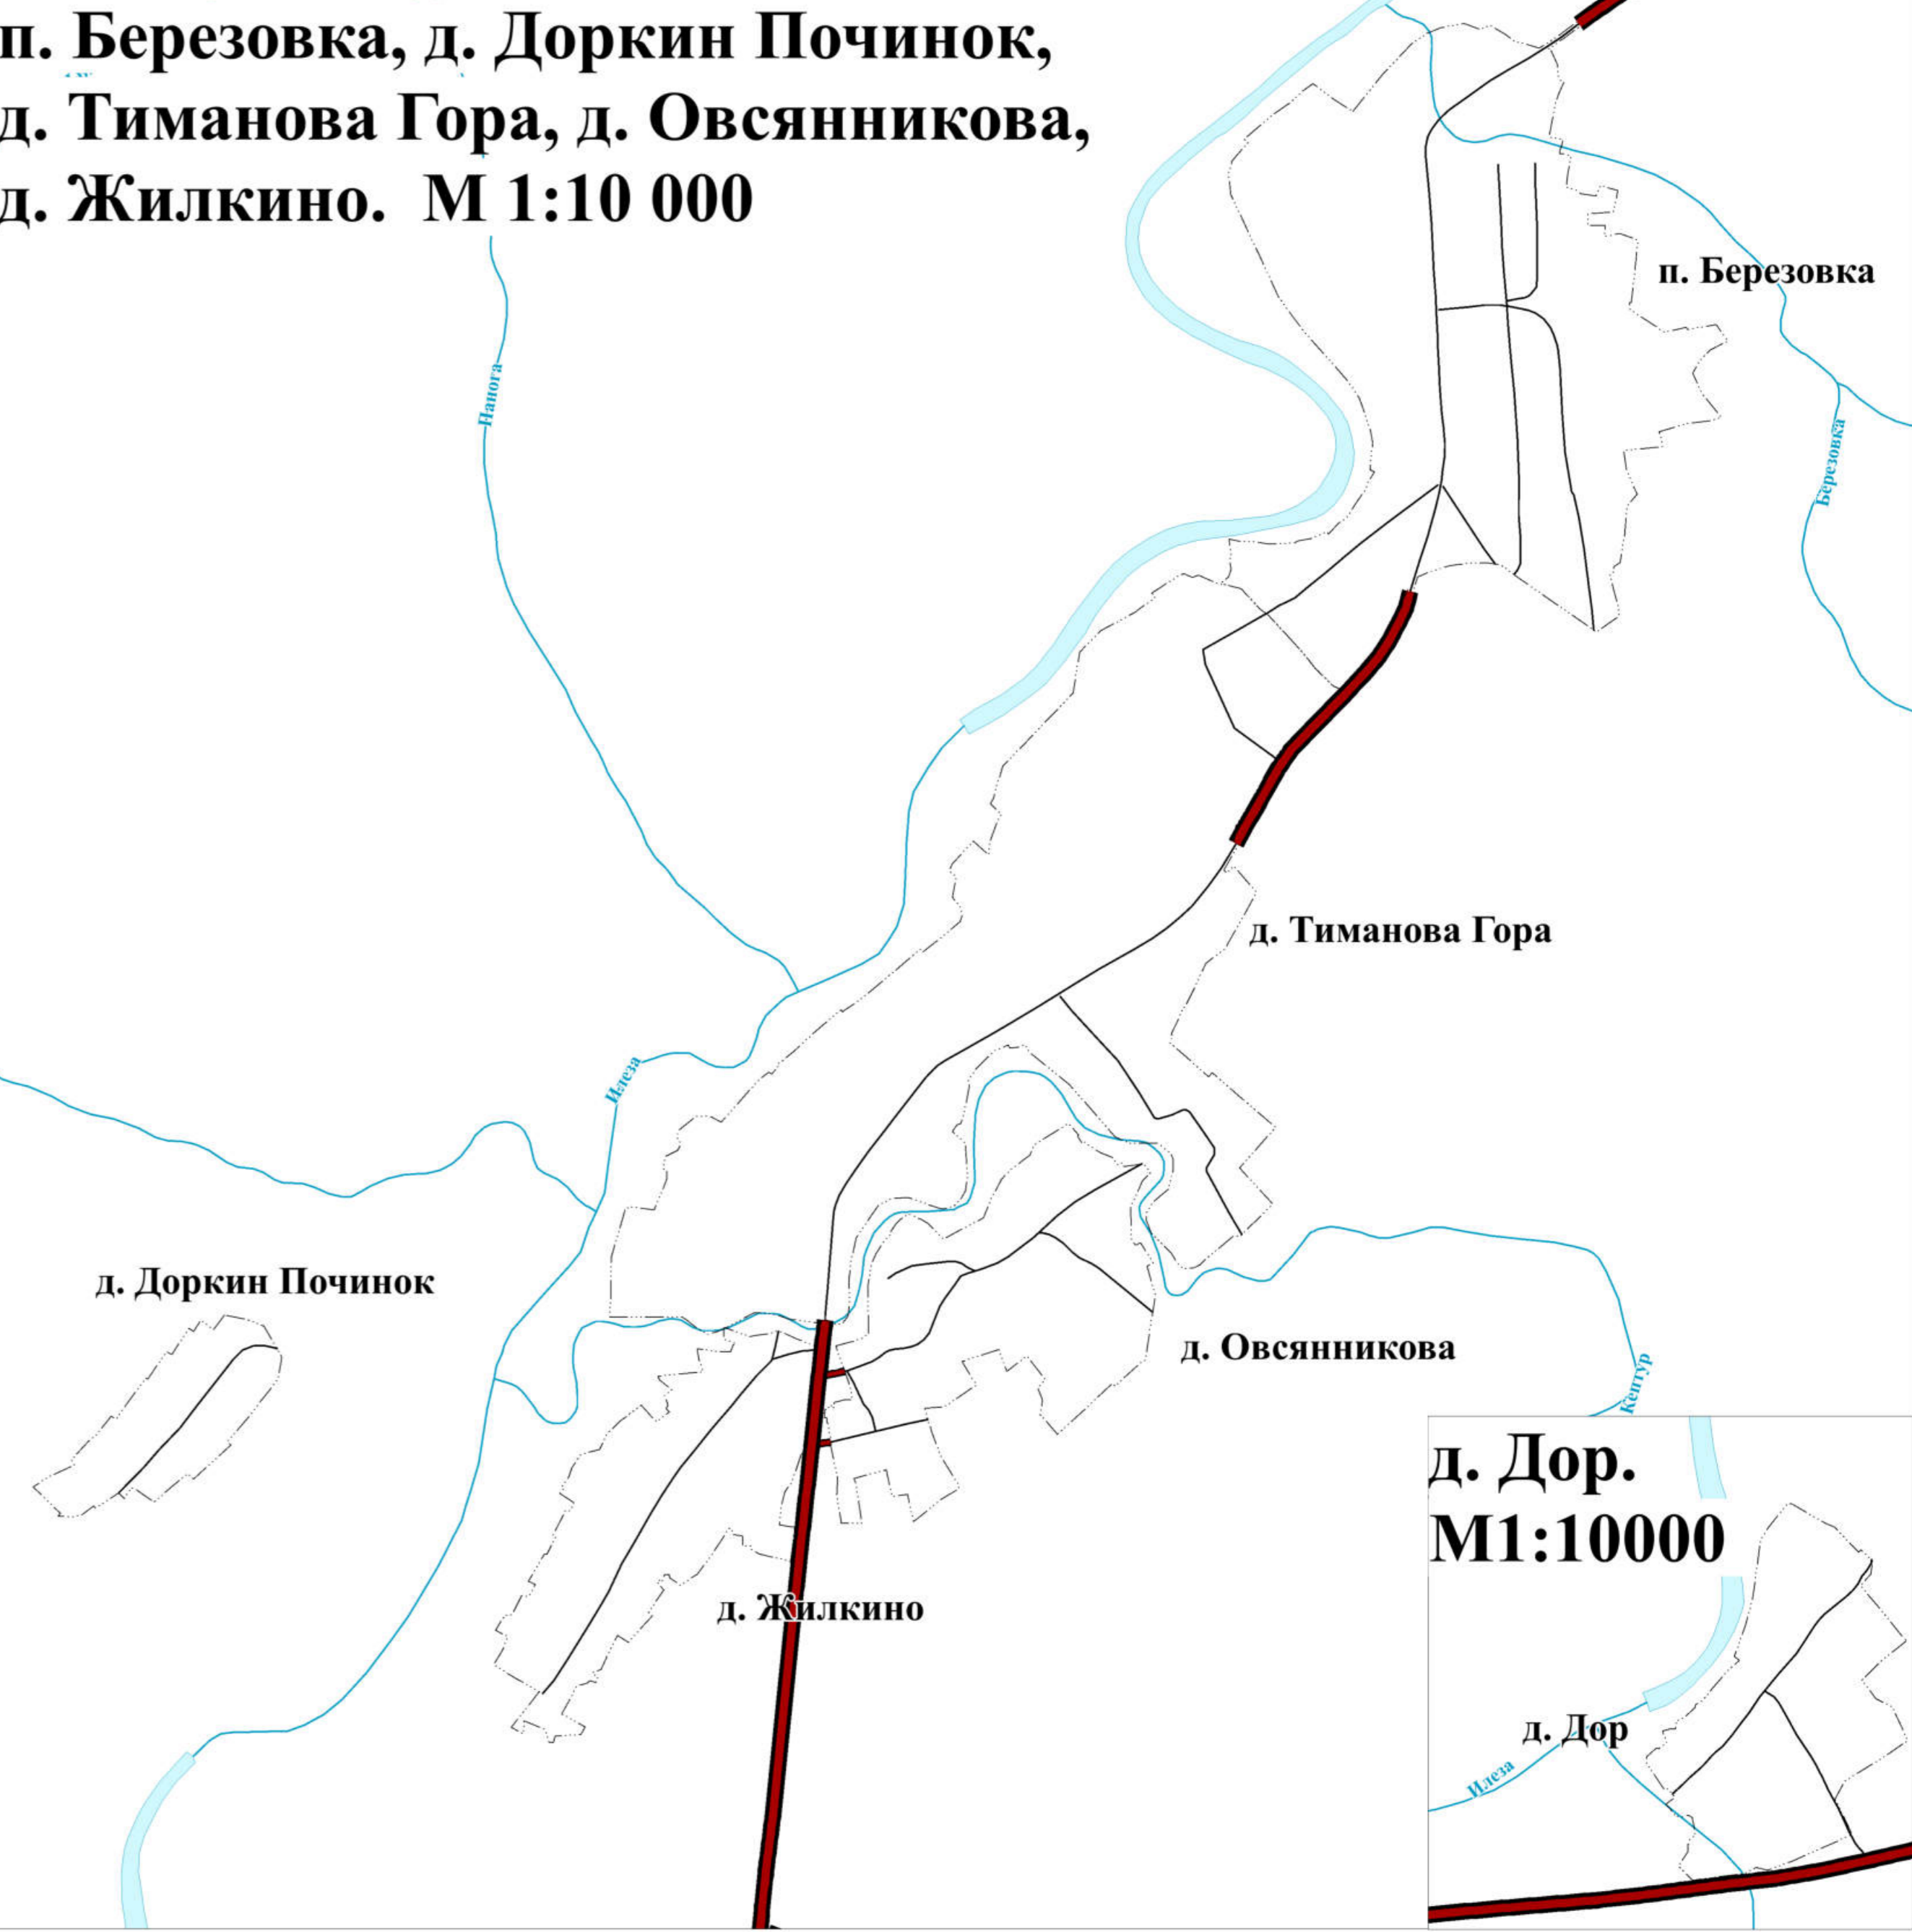 п. Березовка, д. Доркин Починок,
д. Тиманова Гора, д. Овсянникова,
д. Жилкино. М 1:10 000
п. Березовка
Паюга
Березовка
д. Тиманова Гора
Илеза
д. Доркин Починок
д. Овсянникова
Кептур
д. Дор.
М1:10000
д. Жилкино
д. Дор
Илеза